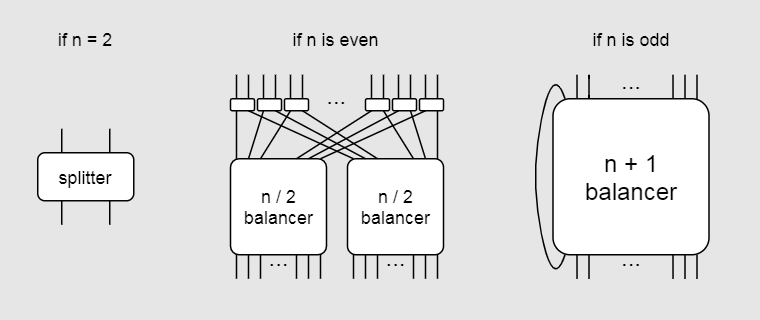 if n = 2
if n is even
if n is odd
...
...
splitter
n / 2
balancer
n / 2
balancer
n + 1
balancer
...
...
...